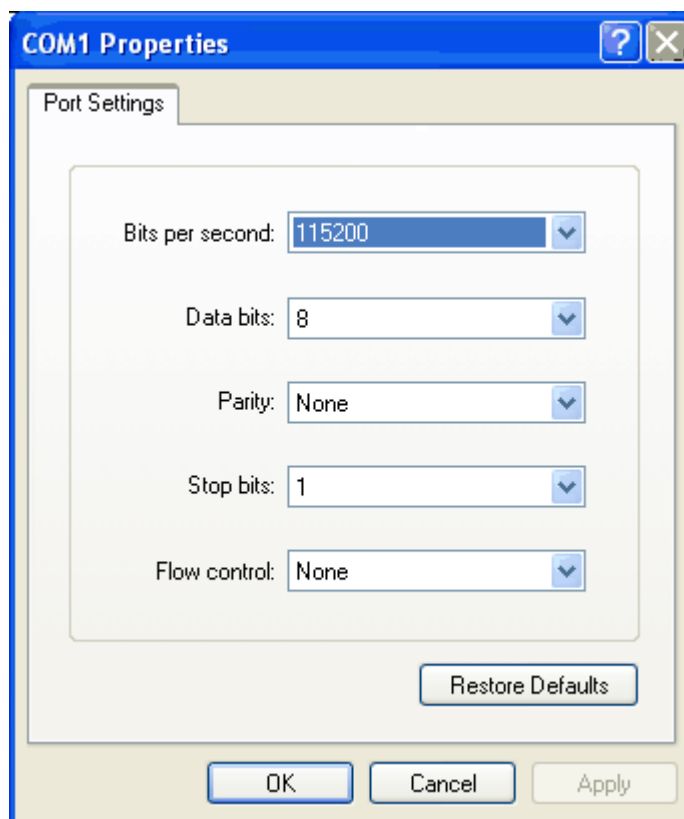 COM1 Properties
?
Port Settings
Bits per second: 115200
Data bits: 8
Parity: None
Stop bits: 1
Flow control: None
Restore Defaults
OK Cancel Apply